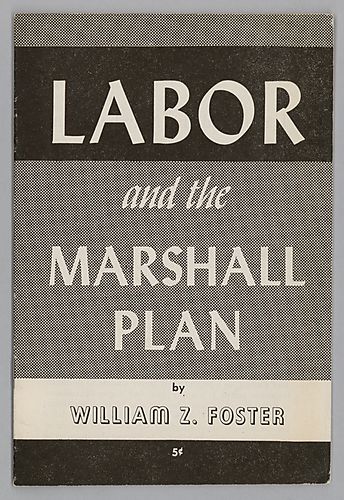 LABOR
and the
MARSHALL
PLAN
by
WILLIAM Z. FOSTER
5¢